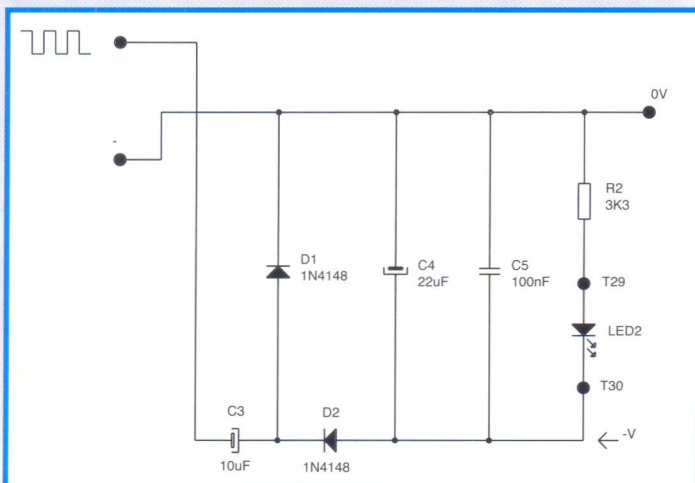 -
0V
R2
3K3
D1
1N4148
C4
22uF
C5
100nF
T29
LED2
T30
C3
10uF
D2
1N4148
-V